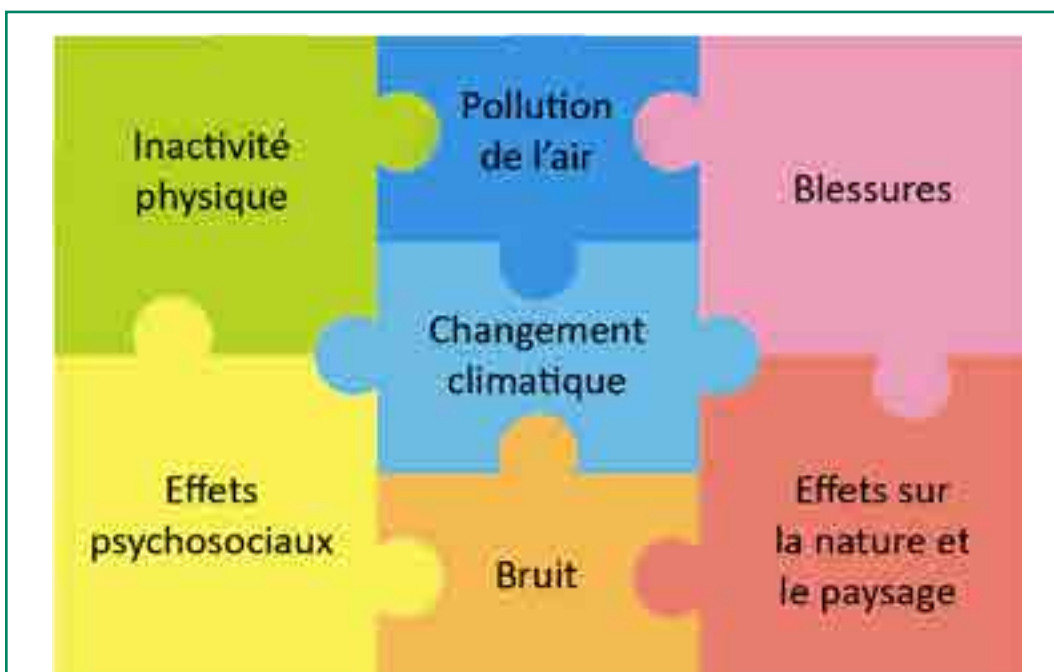 Inactivité
physique
Pollution
de l'air
Blessures
Changement
climatique
Effets
psychosociaux
Bruit
Effets sur
la nature et
le paysage